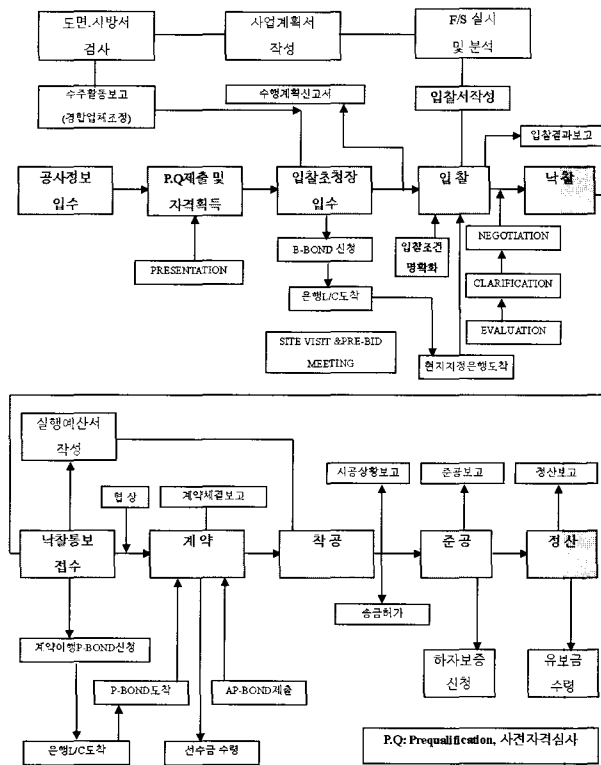 도면.시방서
검사
사업계획서
작성
F/S 실시
및 분석
수주활동보고
(경합업체조정)
수행계획신고서
입찰서작성
입찰결과보고
공사정보
입수
P.Q제출 및
자격획득
입찰초청장
입수
입 찰
낙 찰
PRESENTATION
B-BOND 신청
입찰조건
명확화
NEGOTIATION
은행L/C도착
CLARIFICATION
SITE VISIT &PRE-BID
MEETING
현지지정은행도착
EVALUATION
실행예산서
작성
협 상
계약체결보고
시공상황보고
준공보고
정산보고
낙찰통보
접수
계 약
착 공
준 공
정 산
송금허가
계약이행P-BOND신청
P-BOND도착
AP-BOND제출
하자보증
신청
유보금
수령
은행L/C도착
선수금 수령
P.Q: Prequalification, 사전자격심사